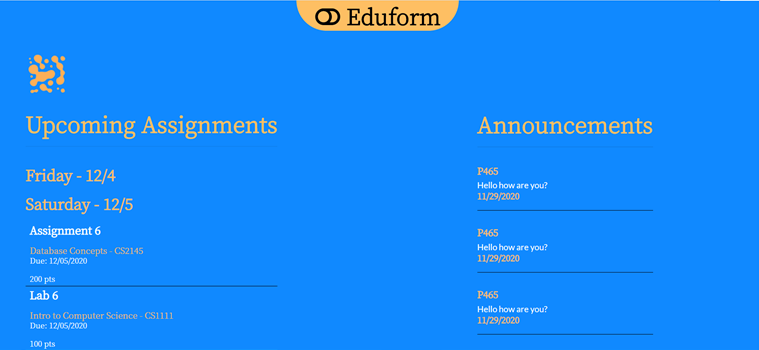 Eduform
Upcoming Assignments
Friday - 12/4
Saturday - 12/5
Assignment 6
Database Concepts - CS2145
Due: 12/05/2020
200 pts
Lab 6
Intro to Computer Science - CS1111
Due: 12/05/2020
100 pts
Announcements
P465
Hello how are you?
11/29/2020
P465
Hello how are you?
11/29/2020
P465
Hello how are you?
11/29/2020